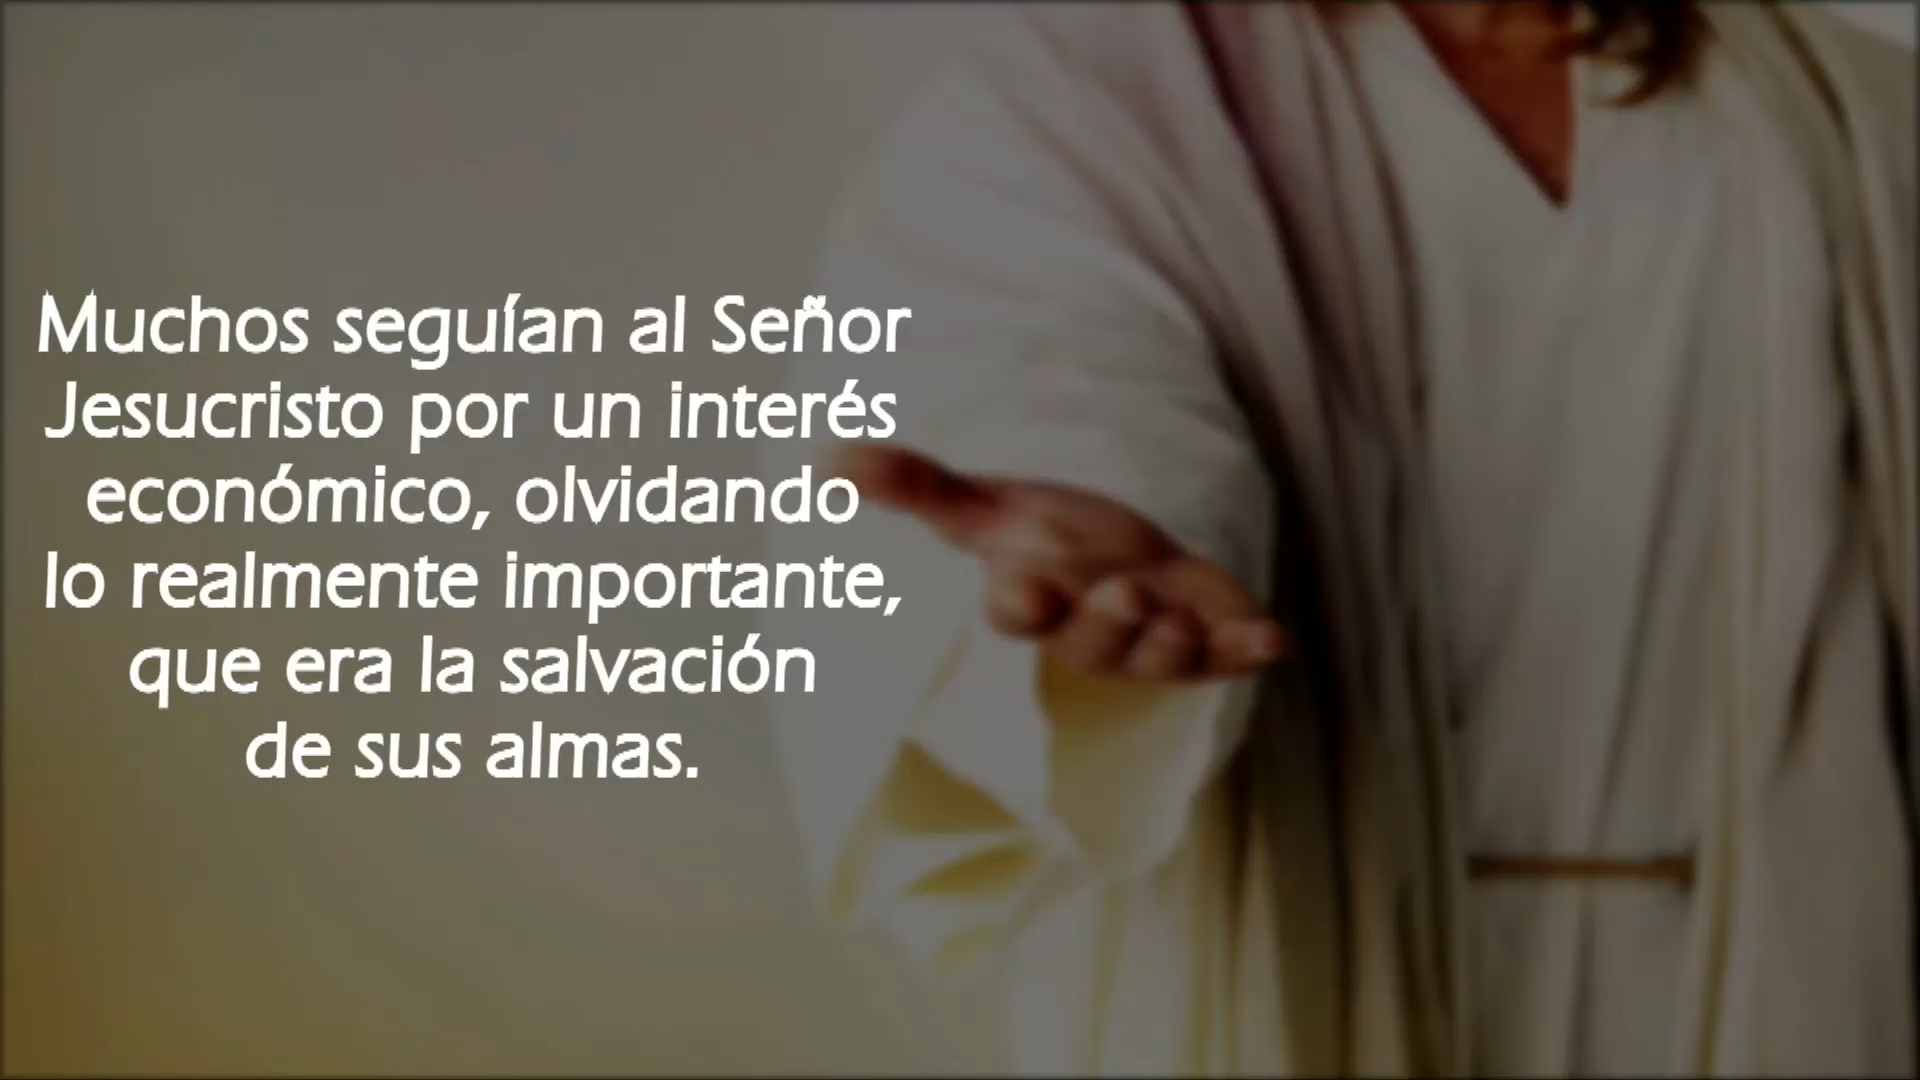 Muchos seguían al Señor
Jesucristo por un interés
económico, olvidando
lo realmente importante,
que era la salvación
de sus almas.